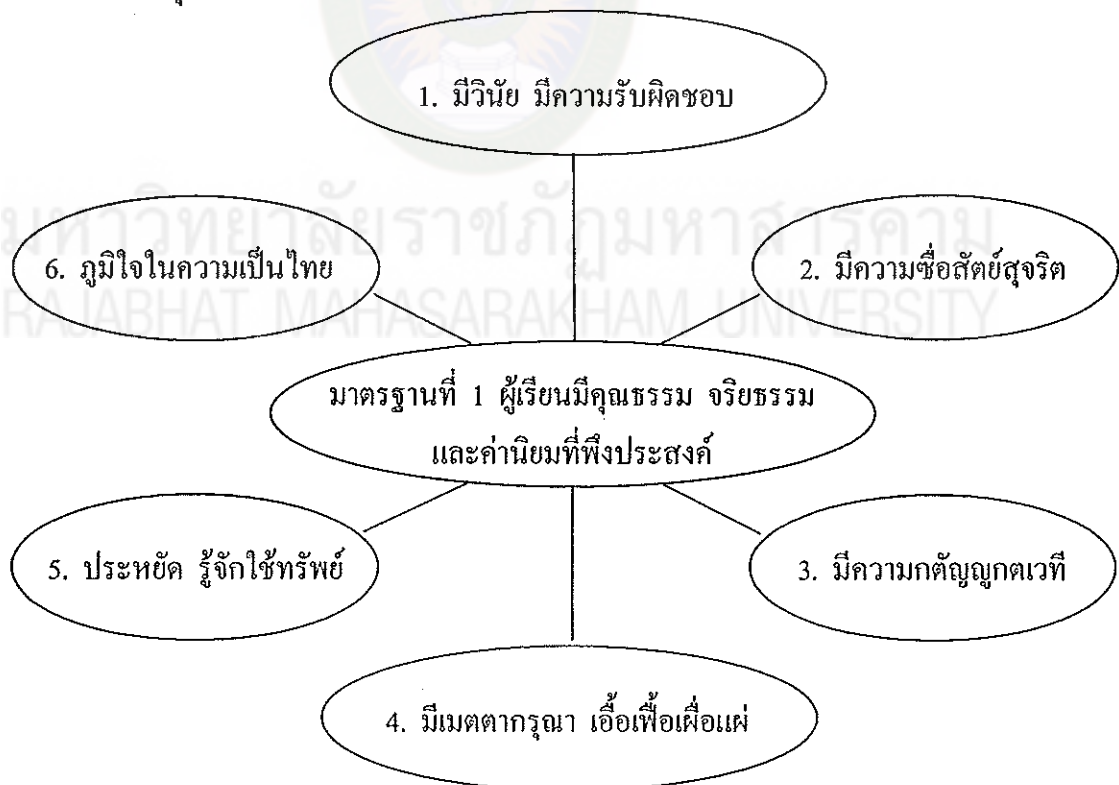 1. มีวินัย มีความรับผิดชอบ
มหาวิทยาลัยราชภัฏมหาสารคาม
6. ภูมิใจในความเป็นไทย
2. มีความซื่อสัตย์สุจริต
RAJABHAT MAHASARAKHAM UNIVERSITY
มาตรฐานที่ 1 ผู้เรียนมีคุณธรรม จริยธรรม
และค่านิยมที่พึงประสงค์
5. ประหยัด รู้จักใช้ทรัพย์
3. มีความกตัญญูกตเวที
4. มีเมตตากรุณา เอื้อเฟื้อเผื่อแผ่